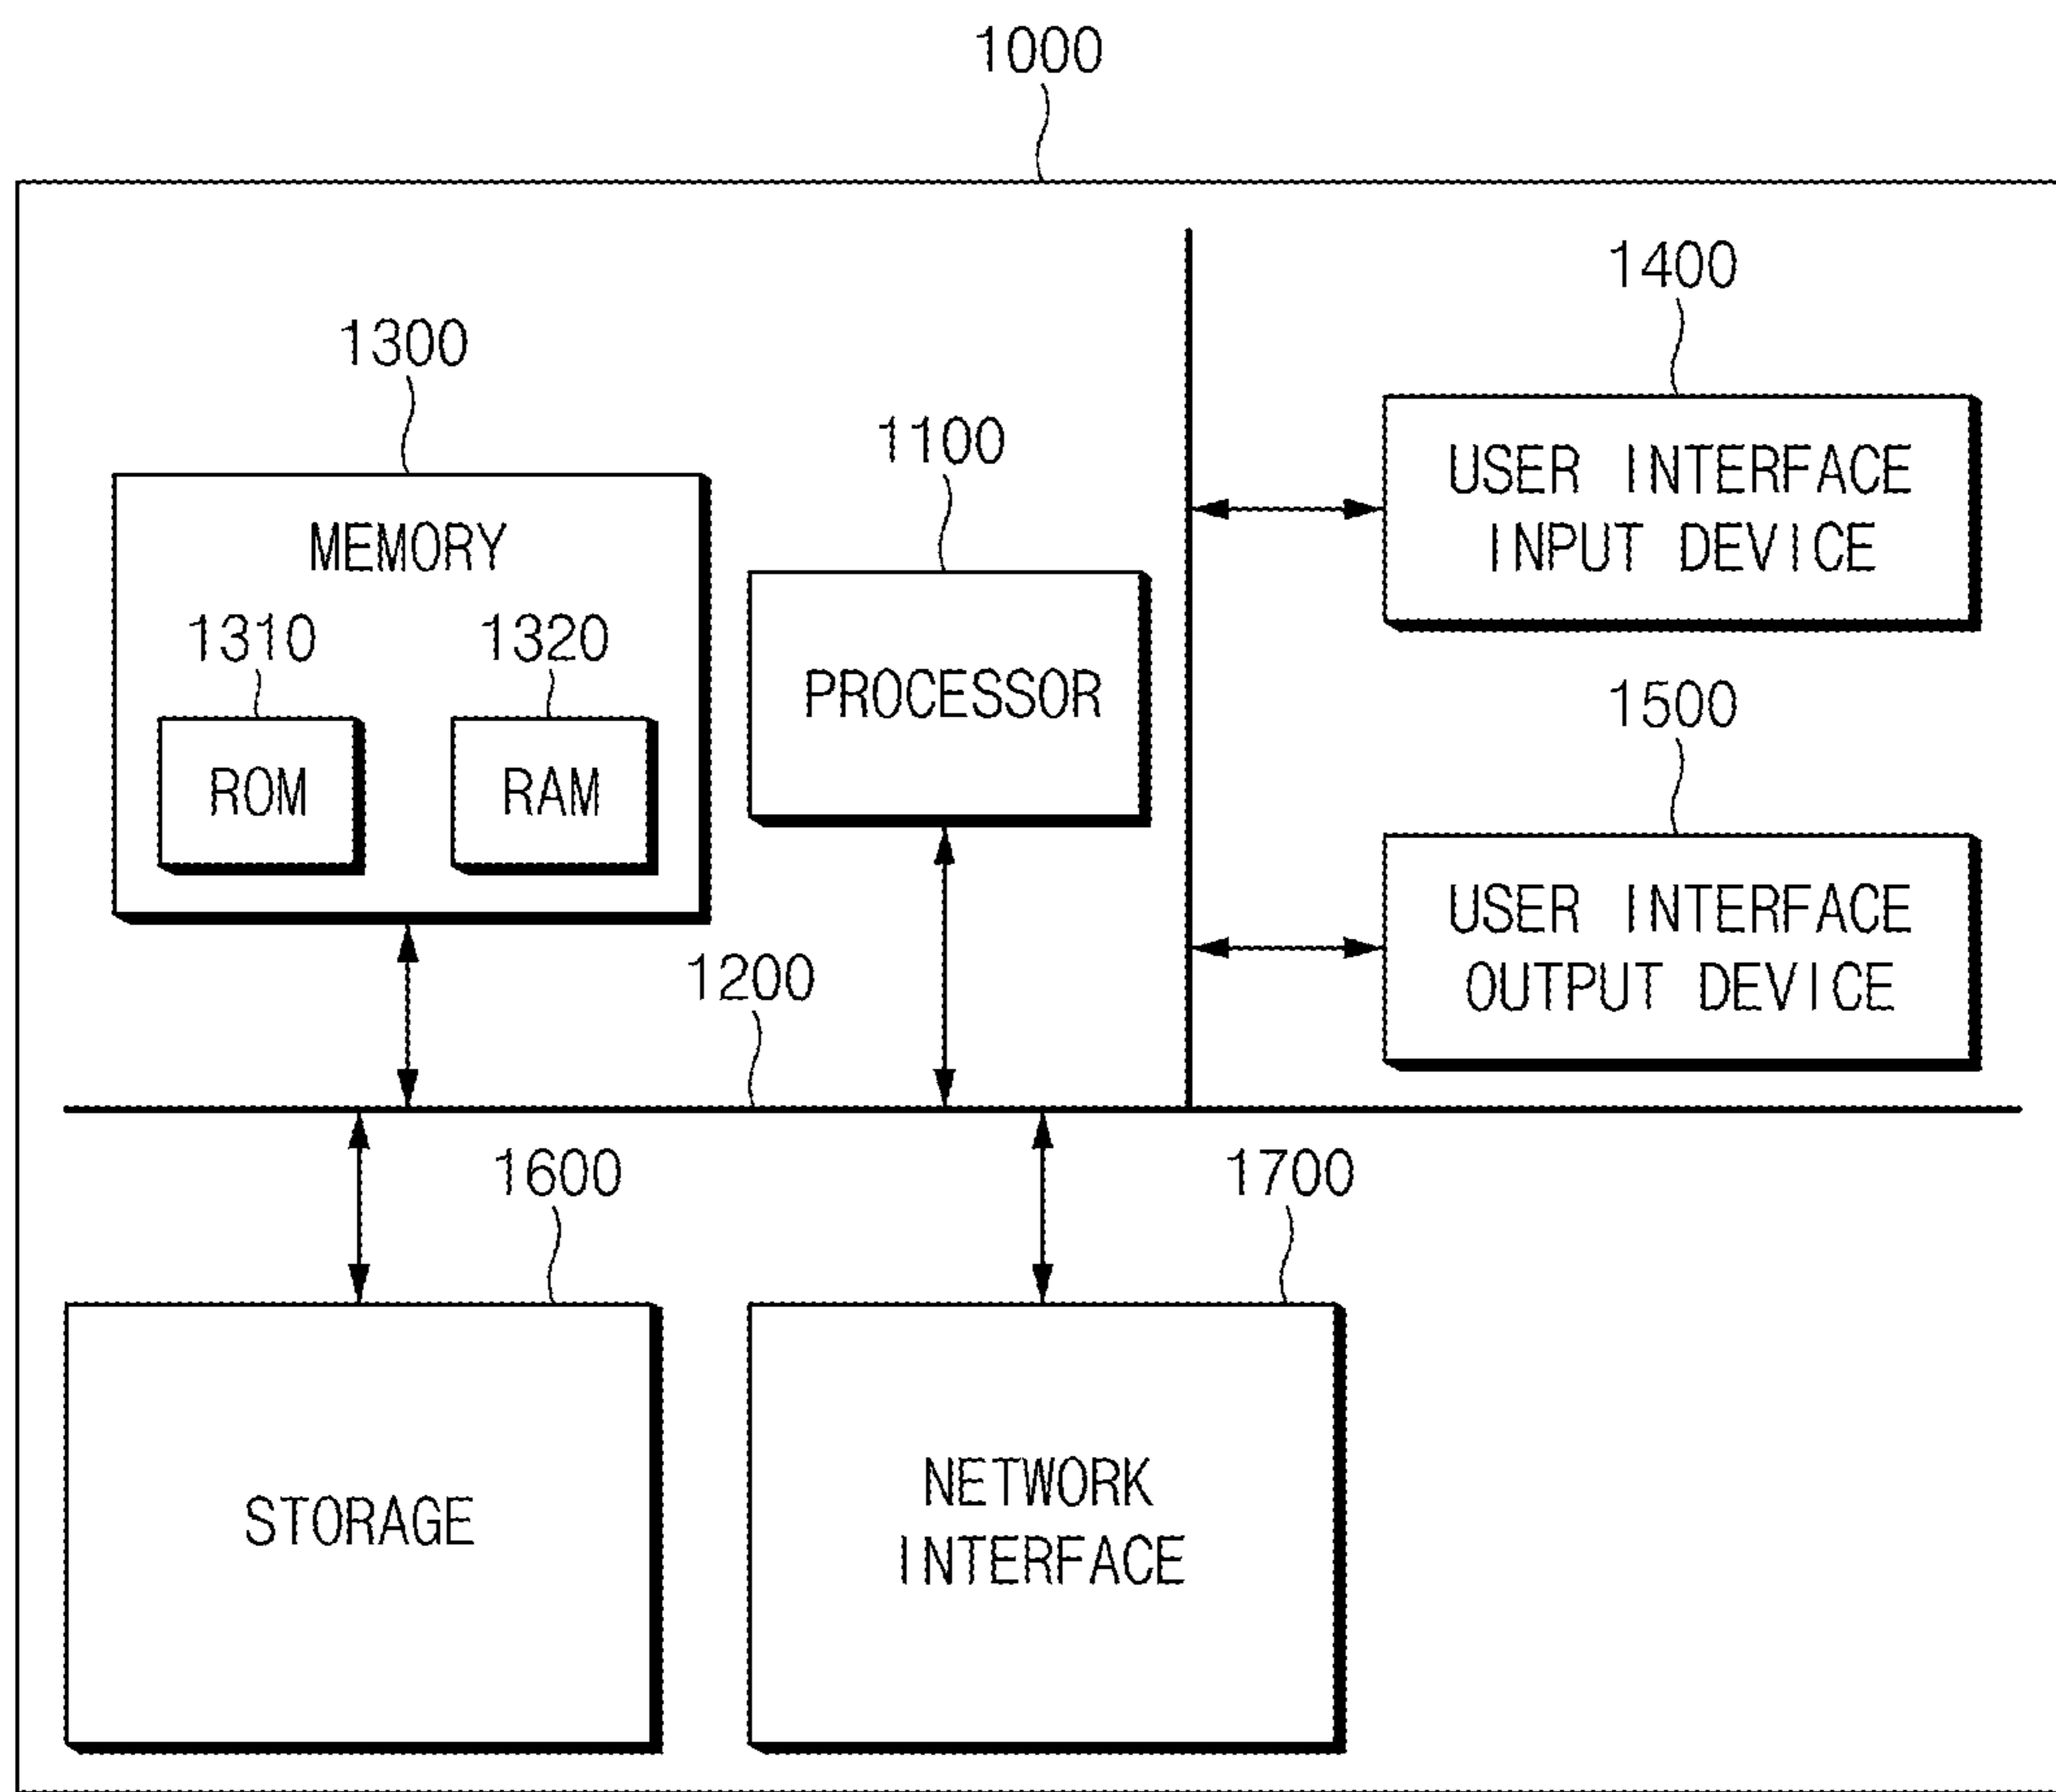 1000
1400
1300
1100
USER INTERFACE
INPUT DEVICE
MEMORY
1310
1320
PROCESSOR
1500
ROM
RAM
USER INTERFACE
OUTPUT DEVICE
1200
1600
1700
STORAGE
NETWORK
INTERFACE